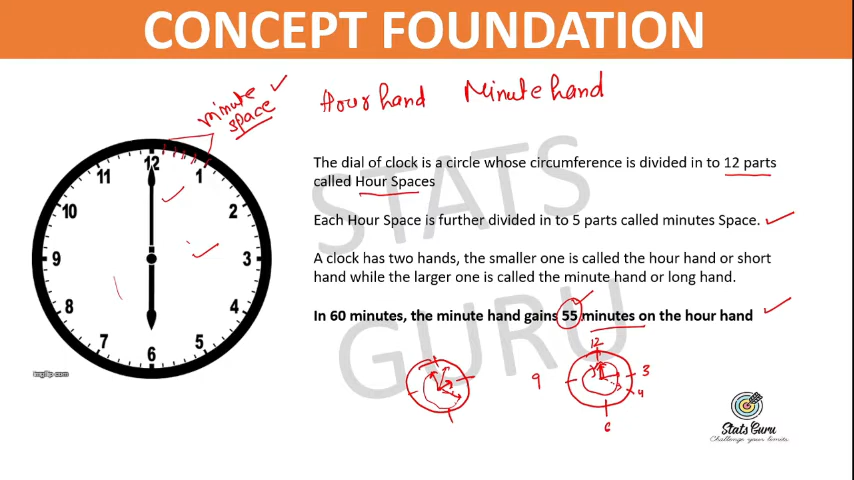 CONCEPT FOUNDATION
minute
space
Hour hand Minute hand
12
1
2
3
4
5
6
7
8
9
10
11
imgflip.com
The dial of clock is a circle whose circumference is divided in to 12 parts
called Hour Spaces
Each Hour Space is further divided in to 5 parts called minutes Space.
A clock has two hands, the smaller one is called the hour hand or short
hand while the larger one is called the minute hand or long hand.
In 60 minutes, the minute hand gains 55 minutes on the hour hand
STATS
GURU
12
9 3
4
6
Stats Guru
Challenge your limits